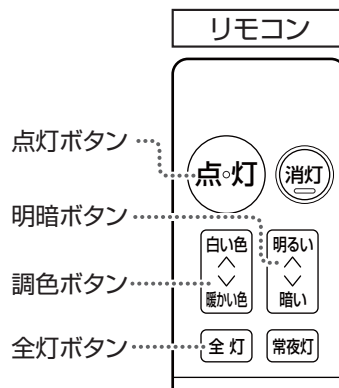 リモコン
点灯ボタン
点灯
消灯
明暗ボタン
白い色
明るい
調色ボタン
暖かい色
暗い
全灯ボタン
全灯
常夜灯